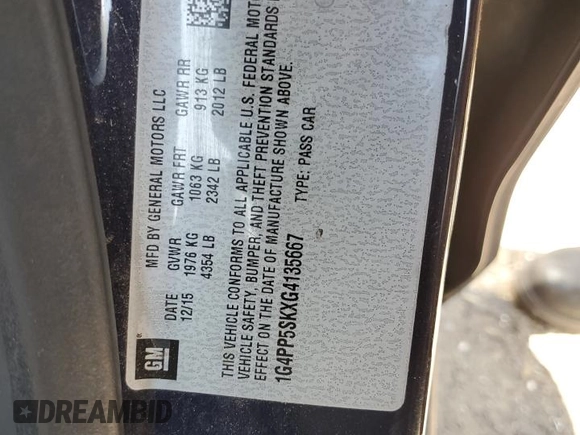 MFD BY GENERAL MOTORS LLC
DATE GVWR GAWR FRT GAWR RR
12/15 1976 KG 1063 KG 913 KG
4354 LB 2342 LB 2012 LB
THIS VEHICLE CONFORMS TO ALL APPLICABLE U.S. FEDERAL MOTOR
VEHICLE SAFETY, BUMPER, AND THEFT PREVENTION STANDARDS
EFFECT ON THE DATE OF MANUFACTURE SHOWN ABOVE.
1G4PP5SKXG4135667 TYPE: PASS CAR
GM
DREAMBID